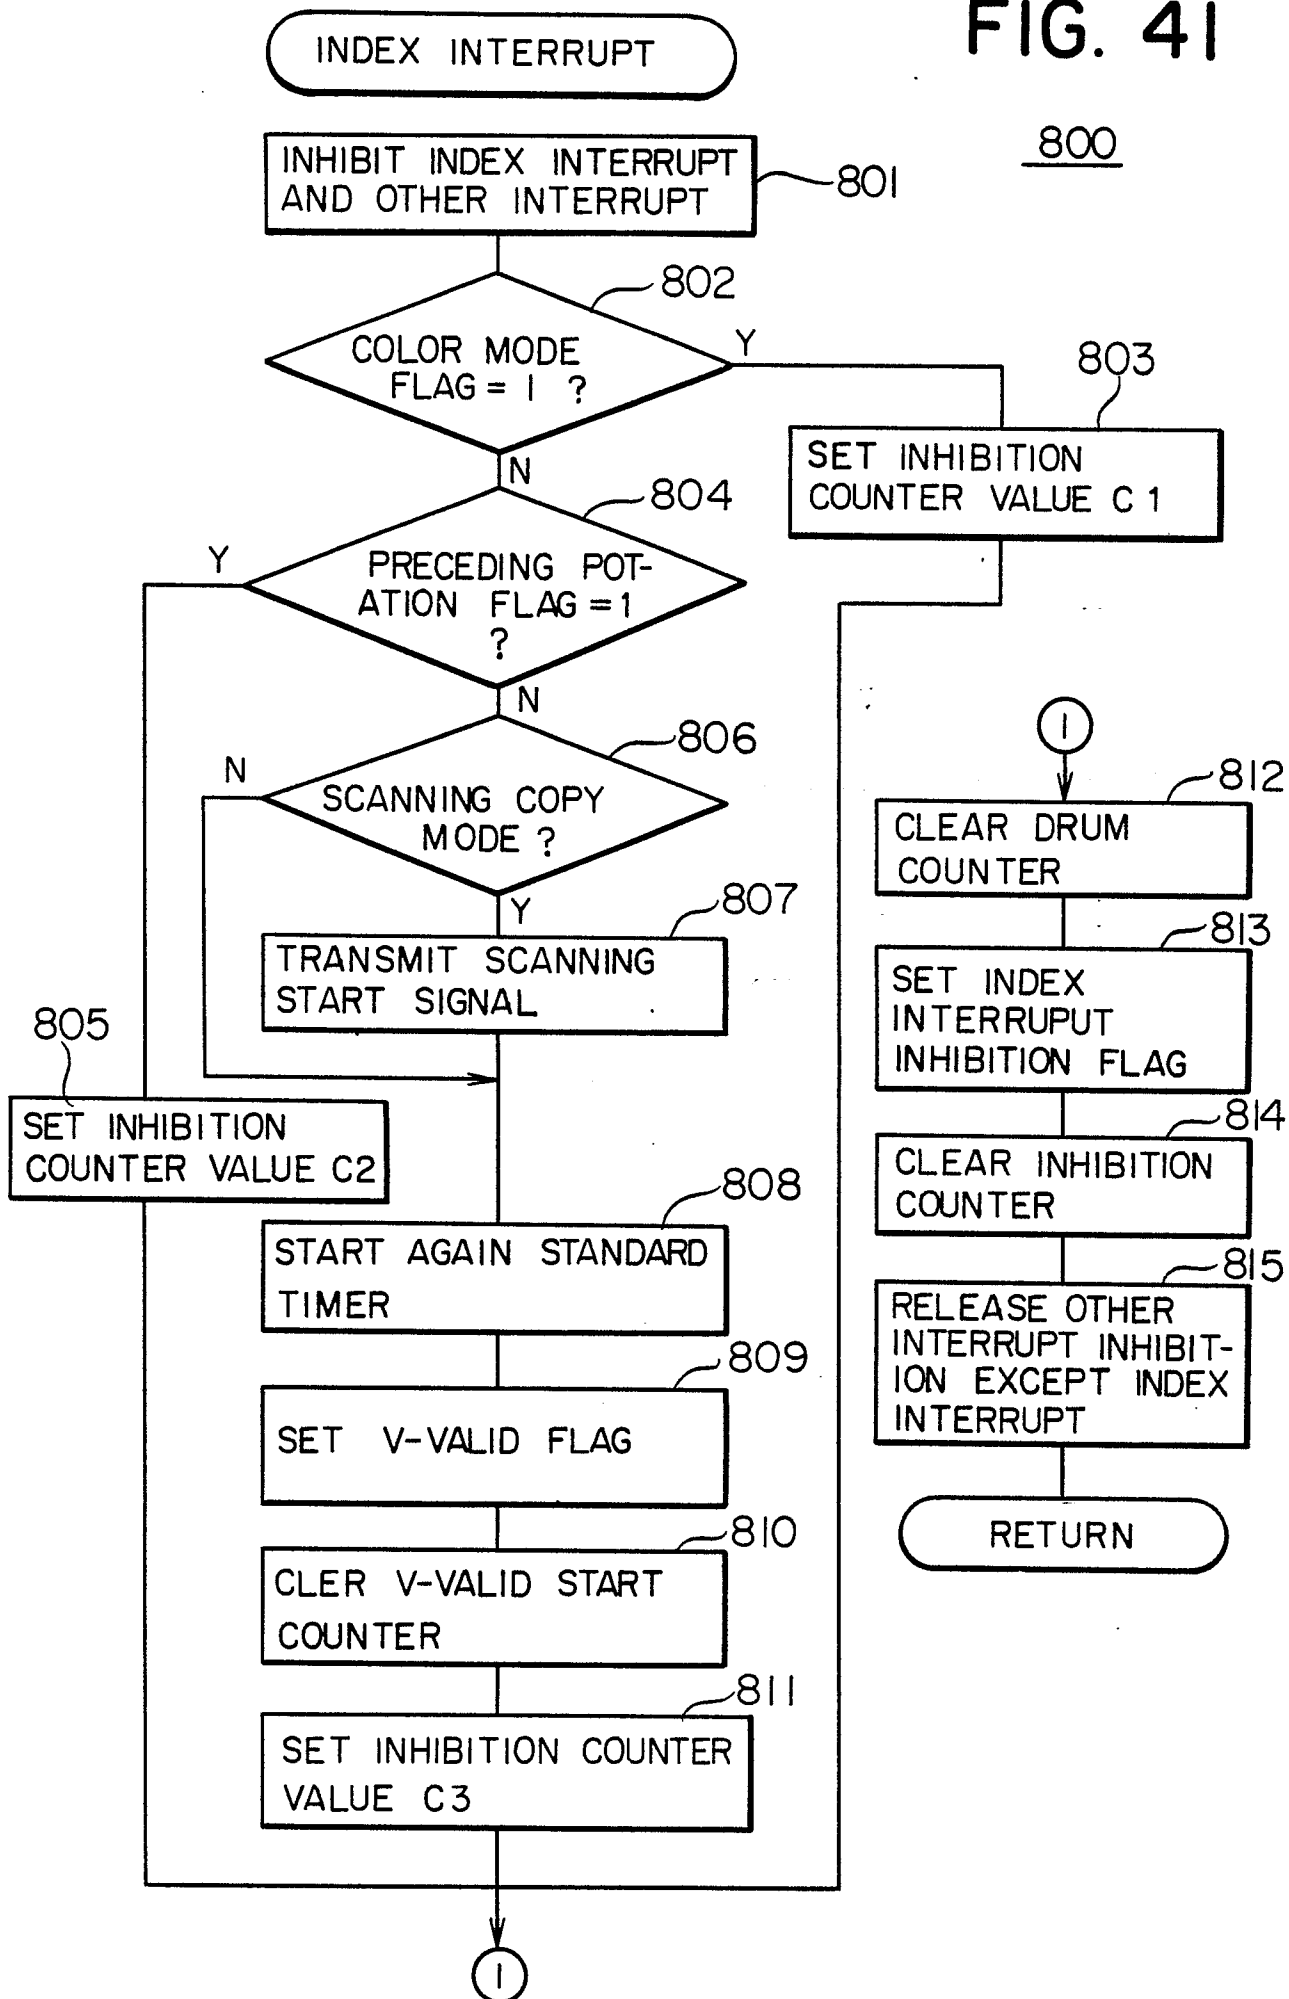 FIG. 41
800
INDEX INTERRUPT
INHIBIT INDEX INTERRUPT
AND OTHER INTERRUPT
801
802
COLOR MODE
FLAG = 1 ?
Y
N
803
SET INHIBITION
COUNTER VALUE C1
804
PRECEDING POT-
ATION FLAG = 1
?
Y
N
806
SCANNING COPY
MODE ?
N
Y
807
TRANSMIT SCANNING
START SIGNAL
805
SET INHIBITION
COUNTER VALUE C2
808
START AGAIN STANDARD
TIMER
809
SET V-VALID FLAG
810
CLER V-VALID START
COUNTER
811
SET INHIBITION COUNTER
VALUE C3
1
1
812
CLEAR DRUM
COUNTER
813
SET INDEX
INTERRUPUT
INHIBITION FLAG
814
CLEAR INHIBITION
COUNTER
815
RELEASE OTHER
INTERRUPT INHIBIT-
ION EXCEPT INDEX
INTERRUPT
RETURN